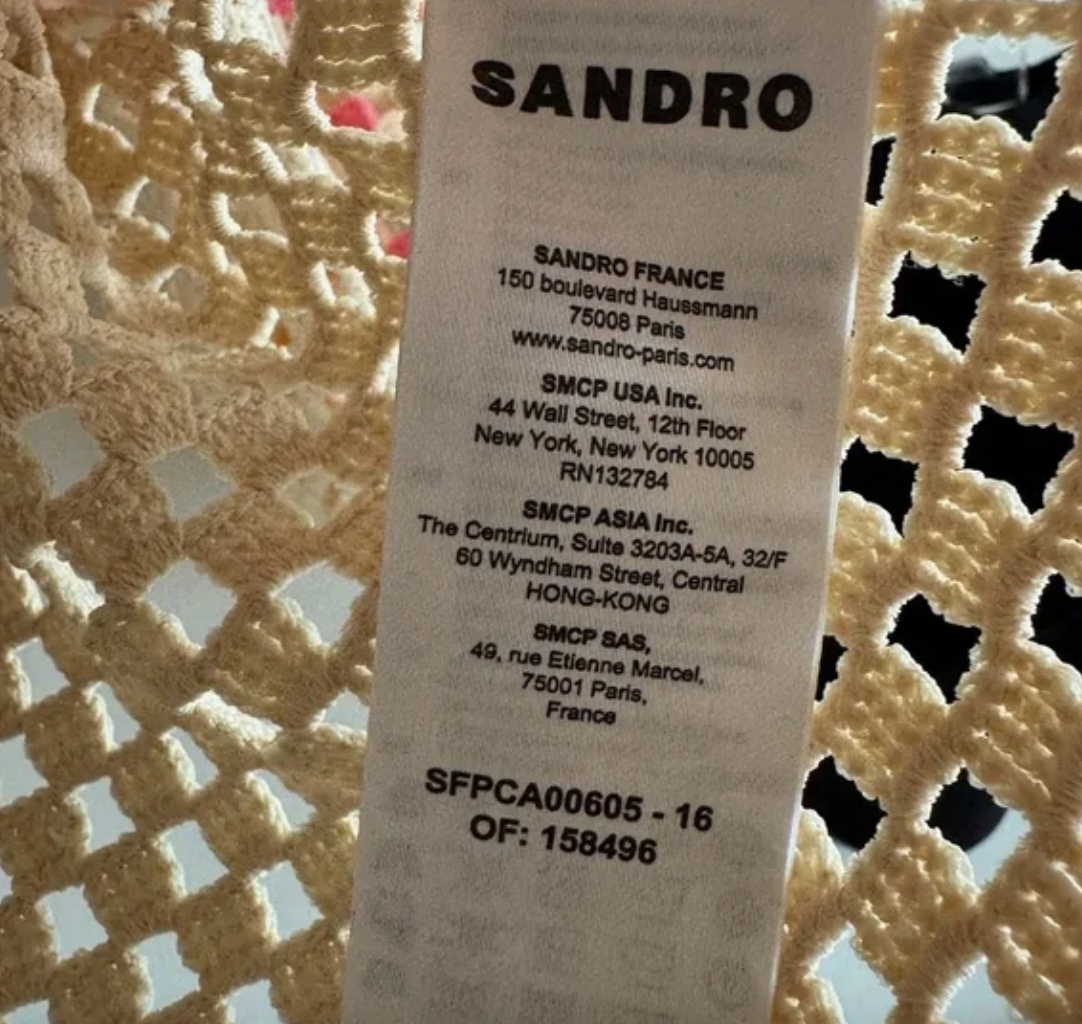 SANDRO
SANDRO FRANCE
150 boulevard Haussmann
75008 Paris
www.sandro-paris.com
SMCP USA Inc.
44 Wall Street, 12th Floor
New York, New York 10005
RN132784
SMCP ASIA Inc.
The Centrium, Suite 3203A-5A, 32/F
60 Wyndham Street, Central
HONG-KONG
SMCP SAS,
49, rue Etienne Marcel,
75001 Paris,
France
SFPCA00605 - 16
OF: 158496